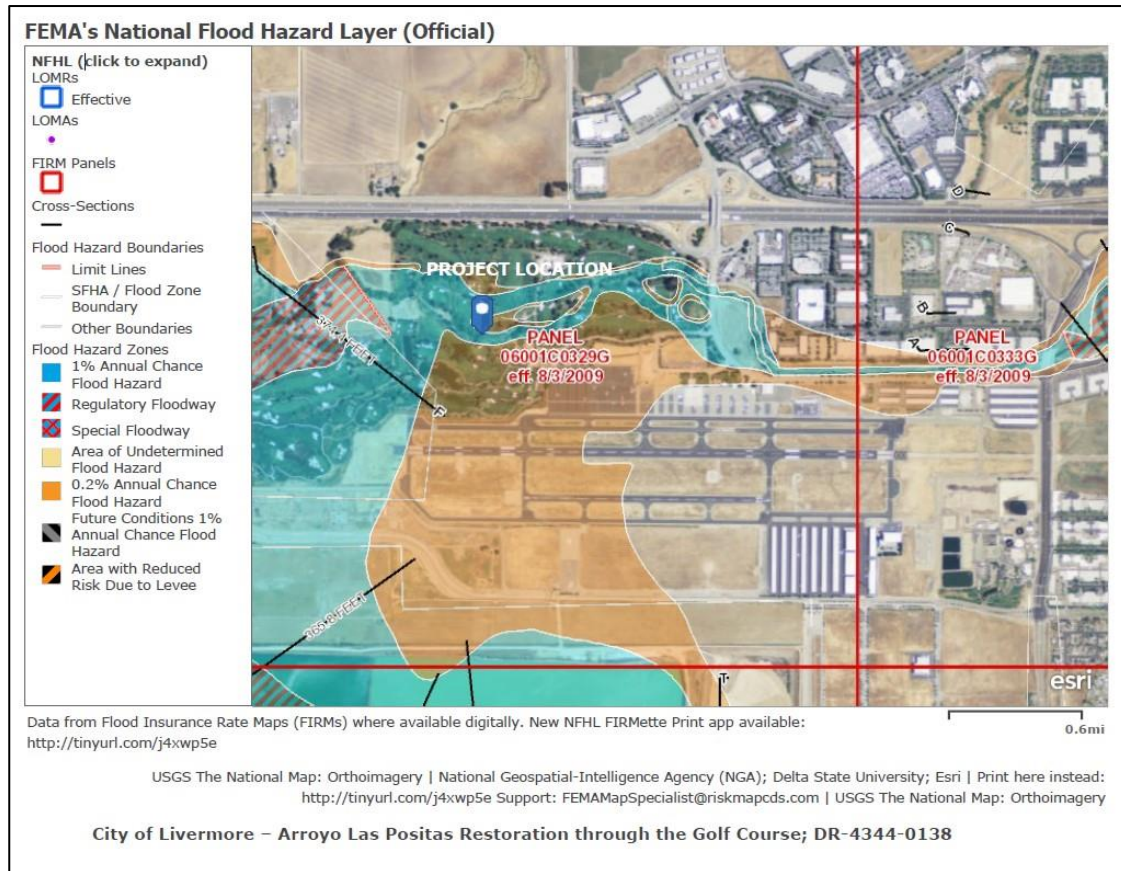 FEMA's National Flood Hazard Layer (Official)
NFHL (click to expand)
LOMRs
Effective
LOMAs
FIRM Panels
Cross-Sections
Flood Hazard Boundaries
Limit Lines
SFHA / Flood Zone
Boundary
Other Boundaries
Flood Hazard Zones
1% Annual Chance
Flood Hazard
Regulatory Floodway
Special Floodway
Area of Undetermined
Flood Hazard
0.2% Annual Chance
Flood Hazard
Future Conditions 1%
Annual Chance Flood
Hazard
Area with Reduced
Risk Due to Levee
D
C
PROJECT LOCATION
B
A
PANEL
06001C0329G
eff. 8/3/2009
PANEL
06001C0333G
eff. 8/3/2009
FEET
F
365.8 FEET
T
esri
0.6mi
Data from Flood Insurance Rate Maps (FIRMs) where available digitally. New NFHL FIRMette Print app available:
http://tinyurl.com/j4xwp5e
USGS The National Map: Orthoimagery | National Geospatial-Intelligence Agency (NGA); Delta State University; Esri | Print here instead:
http://tinyurl.com/j4xwp5e Support: FEMAMapSpecialist@riskmapcds.com | USGS The National Map: Orthoimagery
City of Livermore – Arroyo Las Positas Restoration through the Golf Course; DR-4344-0138